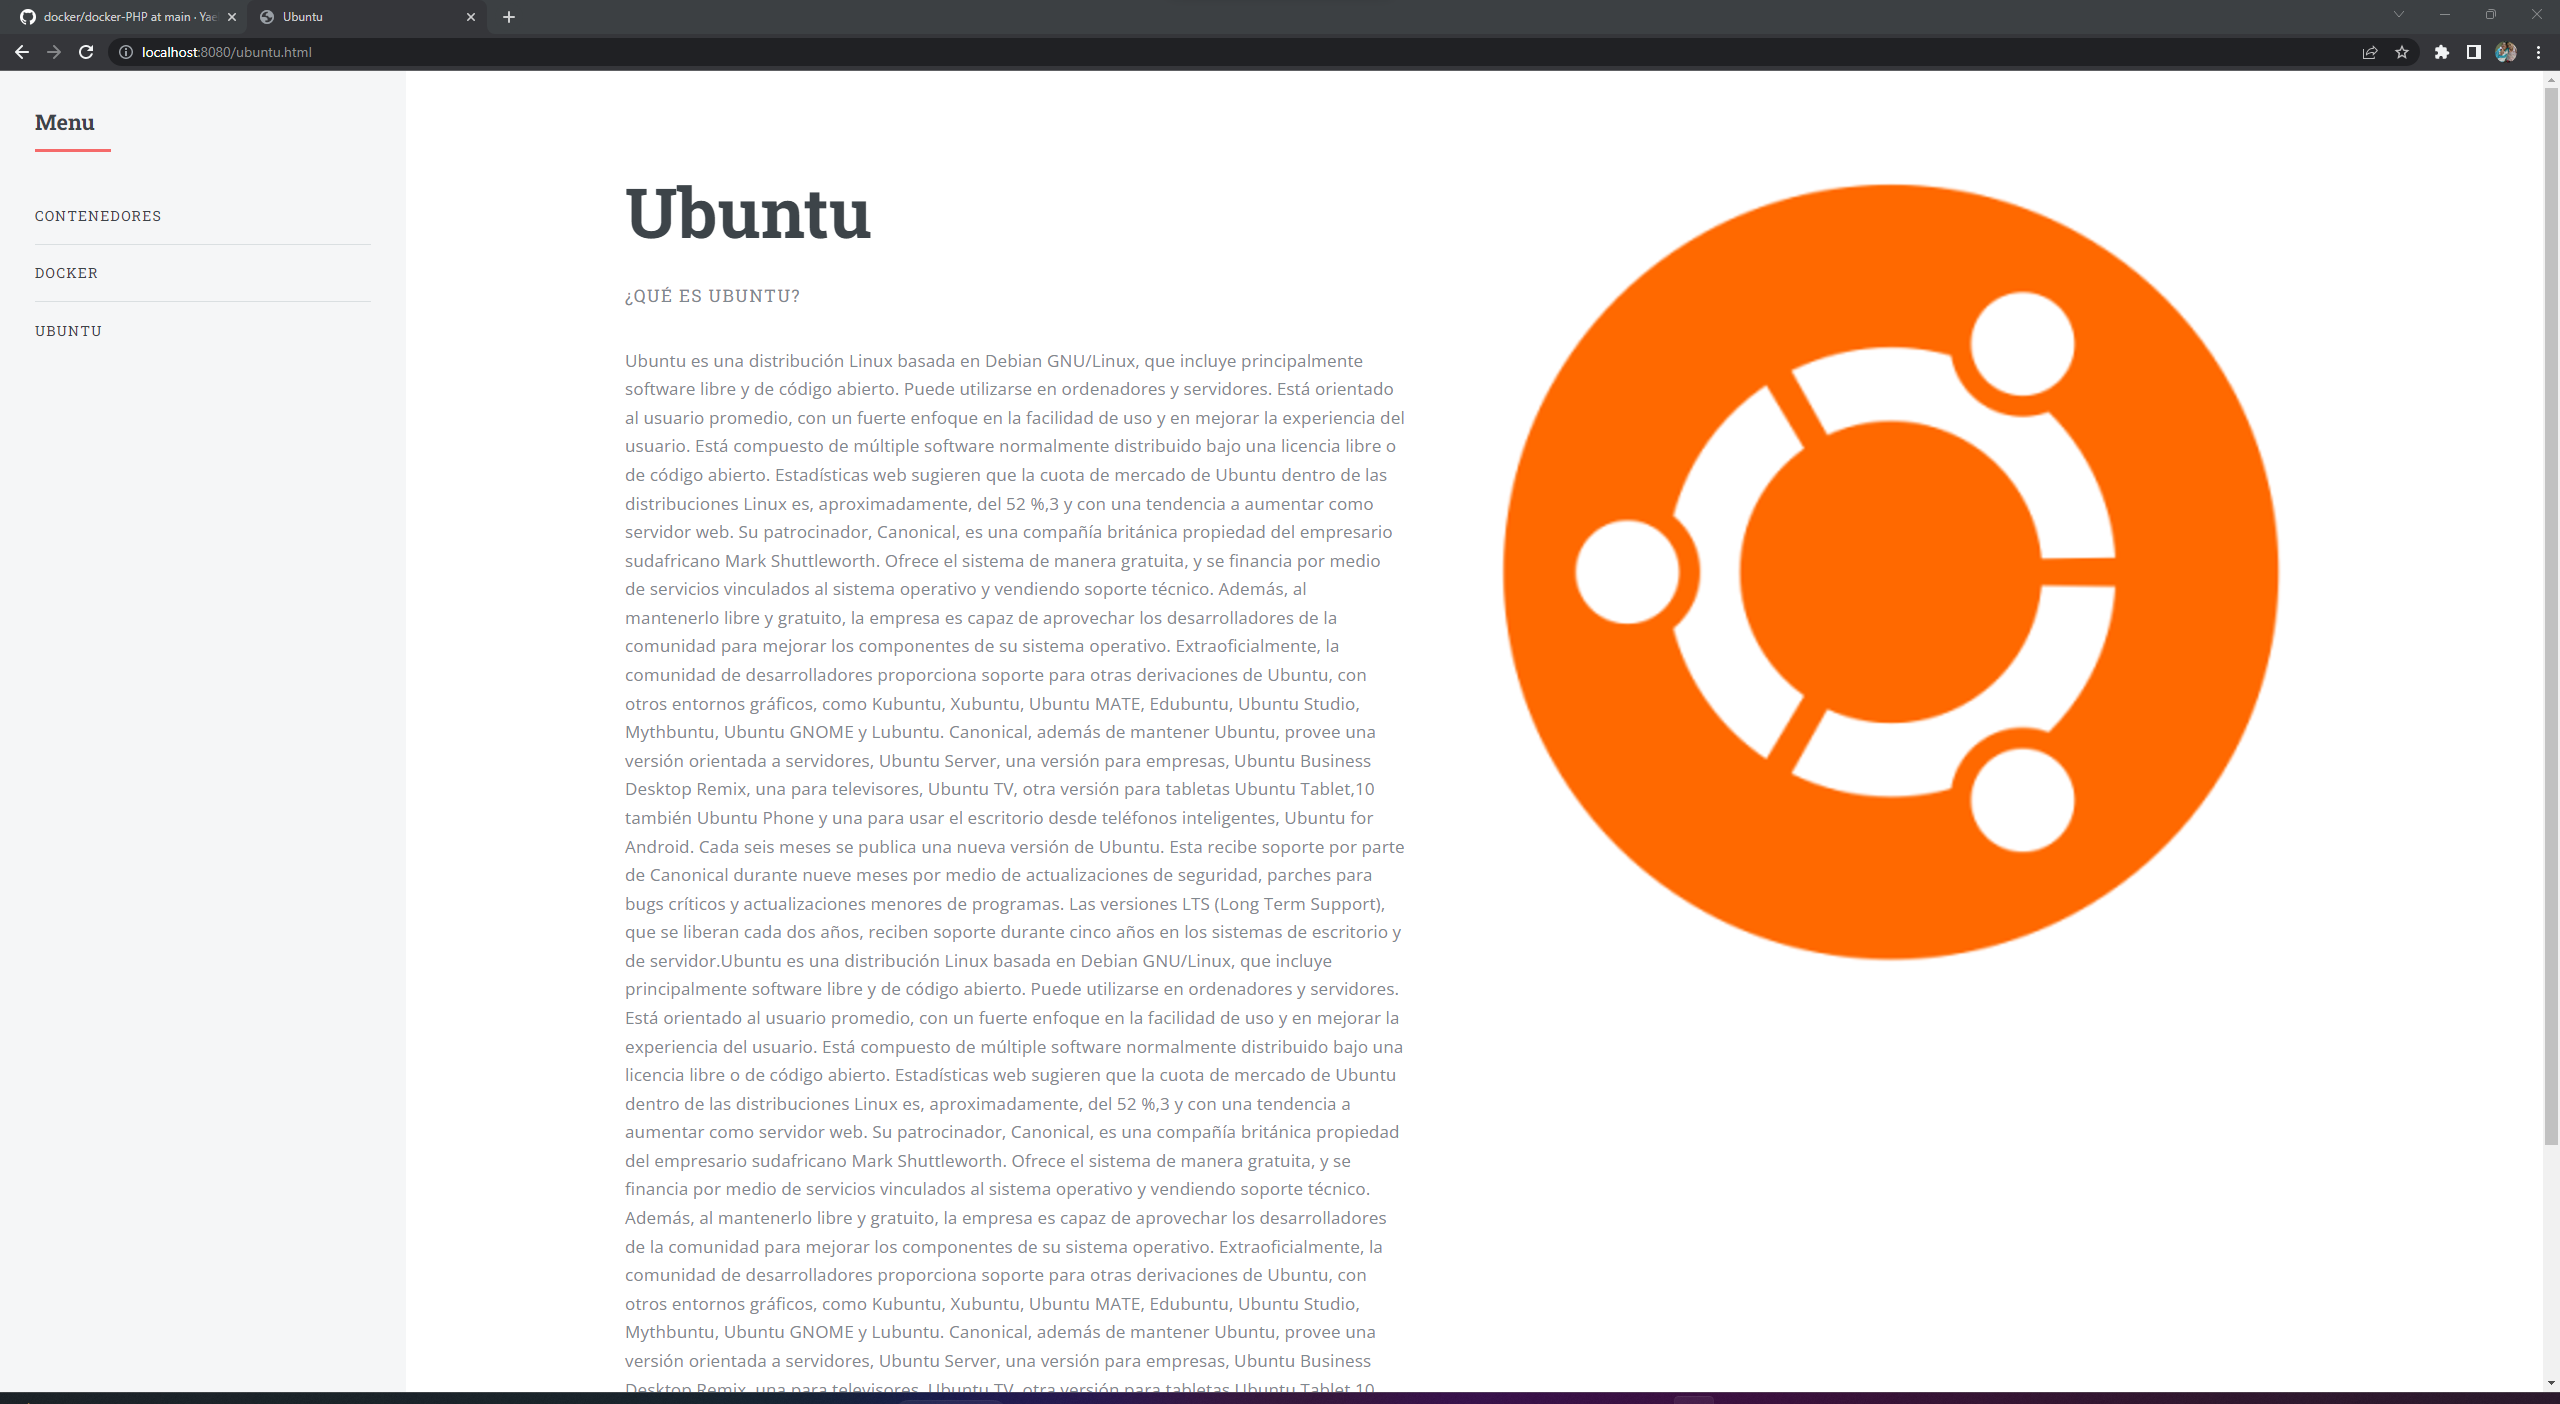 docker/docker-PHP at main · Yae
Ubuntu
localhost:8080/ubuntu.html
Menu
CONTENEDORES
DOCKER
UBUNTU
Ubuntu
¿QUÉ ES UBUNTU?
Ubuntu es una distribución Linux basada en Debian GNU/Linux, que incluye principalmente
software libre y de código abierto. Puede utilizarse en ordenadores y servidores. Está orientado
al usuario promedio, con un fuerte enfoque en la facilidad de uso y en mejorar la experiencia del
usuario. Está compuesto de múltiple software normalmente distribuido bajo una licencia libre o
de código abierto. Estadísticas web sugieren que la cuota de mercado de Ubuntu dentro de las
distribuciones Linux es, aproximadamente, del 52 %,3 y con una tendencia a aumentar como
servidor web. Su patrocinador, Canonical, es una compañía británica propiedad del empresario
sudafricano Mark Shuttleworth. Ofrece el sistema de manera gratuita, y se financia por medio
de servicios vinculados al sistema operativo y vendiendo soporte técnico. Además, al
mantenerlo libre y gratuito, la empresa es capaz de aprovechar los desarrolladores de la
comunidad para mejorar los componentes de su sistema operativo. Extraoficialmente, la
comunidad de desarrolladores proporciona soporte para otras derivaciones de Ubuntu, con
otros entornos gráficos, como Kubuntu, Xubuntu, Ubuntu MATE, Edubuntu, Ubuntu Studio,
Mythbuntu, Ubuntu GNOME y Lubuntu. Canonical, además de mantener Ubuntu, provee una
versión orientada a servidores, Ubuntu Server, una versión para empresas, Ubuntu Business
Desktop Remix, una para televisores, Ubuntu TV, otra versión para tabletas Ubuntu Tablet,10
también Ubuntu Phone y una para usar el escritorio desde teléfonos inteligentes, Ubuntu for
Android. Cada seis meses se publica una nueva versión de Ubuntu. Esta recibe soporte por parte
de Canonical durante nueve meses por medio de actualizaciones de seguridad, parches para
bugs críticos y actualizaciones menores de programas. Las versiones LTS (Long Term Support),
que se liberan cada dos años, reciben soporte durante cinco años en los sistemas de escritorio y
de servidor.Ubuntu es una distribución Linux basada en Debian GNU/Linux, que incluye
principalmente software libre y de código abierto. Puede utilizarse en ordenadores y servidores.
Está orientado al usuario promedio, con un fuerte enfoque en la facilidad de uso y en mejorar la
experiencia del usuario. Está compuesto de múltiple software normalmente distribuido bajo una
licencia libre o de código abierto. Estadísticas web sugieren que la cuota de mercado de Ubuntu
dentro de las distribuciones Linux es, aproximadamente, del 52 %,3 y con una tendencia a
aumentar como servidor web. Su patrocinador, Canonical, es una compañía británica propiedad
del empresario sudafricano Mark Shuttleworth. Ofrece el sistema de manera gratuita, y se
financia por medio de servicios vinculados al sistema operativo y vendiendo soporte técnico.
Además, al mantenerlo libre y gratuito, la empresa es capaz de aprovechar los desarrolladores
de la comunidad para mejorar los componentes de su sistema operativo. Extraoficialmente, la
comunidad de desarrolladores proporciona soporte para otras derivaciones de Ubuntu, con
otros entornos gráficos, como Kubuntu, Xubuntu, Ubuntu MATE, Edubuntu, Ubuntu Studio,
Mythbuntu, Ubuntu GNOME y Lubuntu. Canonical, además de mantener Ubuntu, provee una
versión orientada a servidores, Ubuntu Server, una versión para empresas, Ubuntu Business
Desktop Remix, una para televisores, Ubuntu TV, otra versión para tabletas Ubuntu Tablet,10